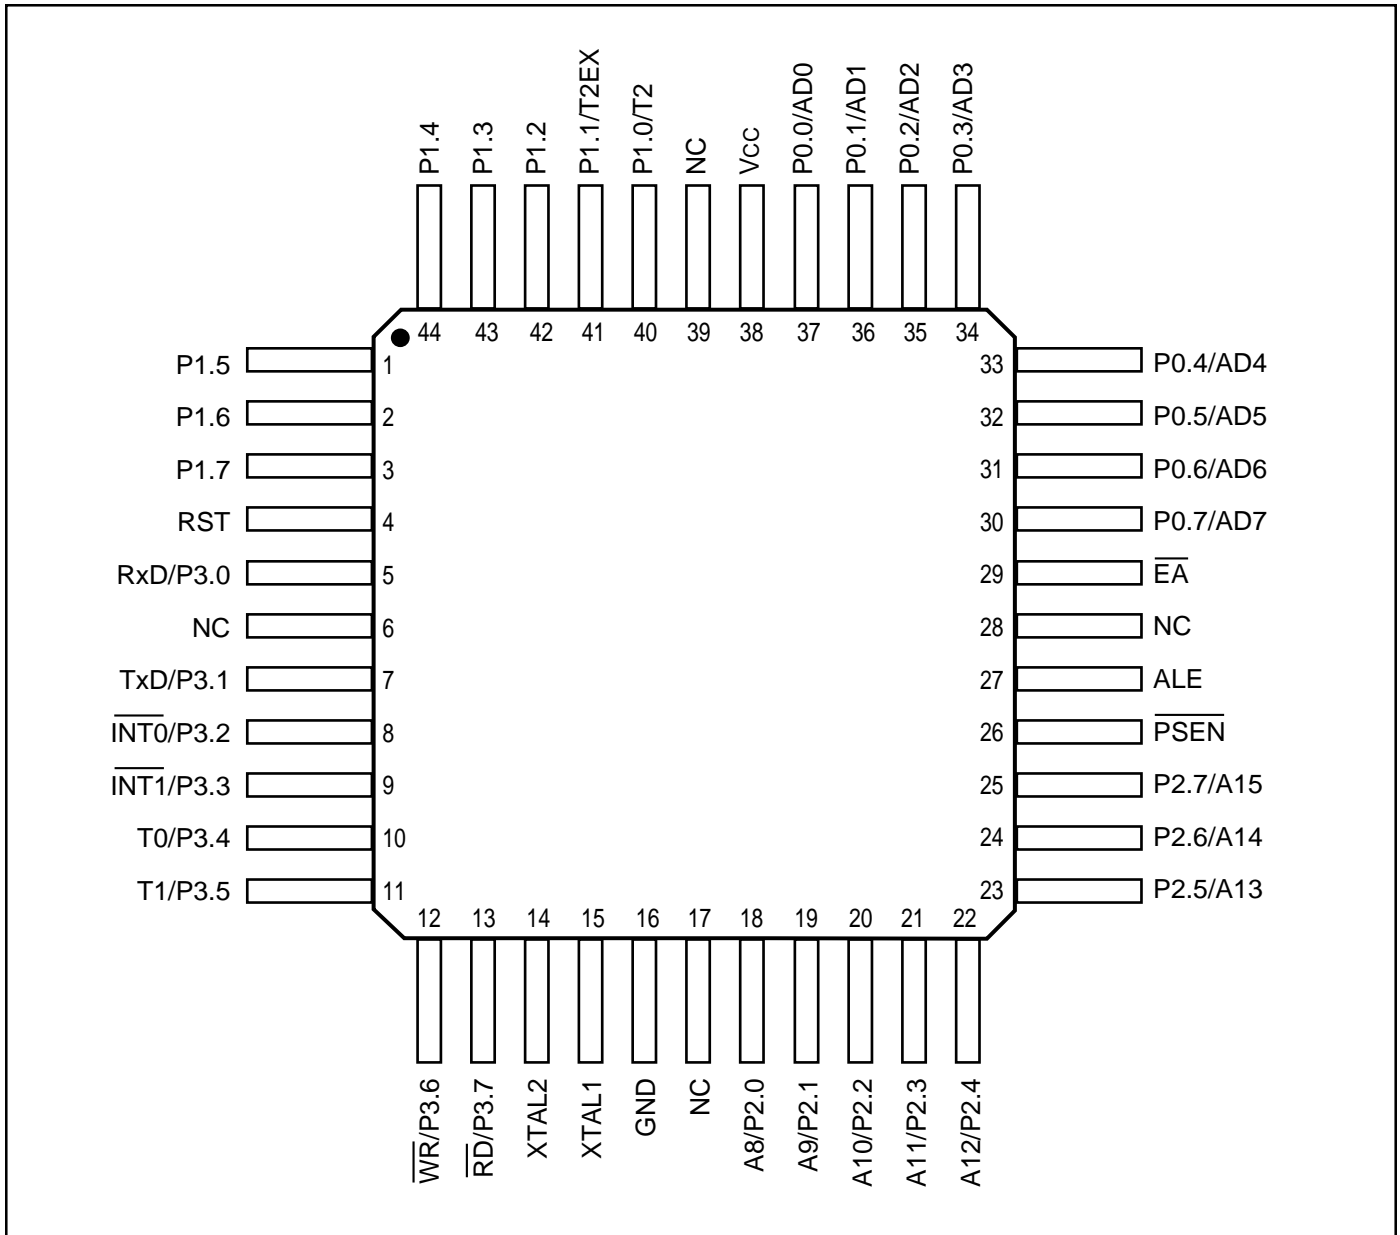 P1.4
P1.3
P1.2
P1.1/T2EX
P1.0/T2
NC
VCC
P0.0/AD0
P0.1/AD1
P0.2/AD2
P0.3/AD3
44 43 42 41 40 39 38 37 36 35 34
P1.5 1 33 P0.4/AD4
P1.6 2 32 P0.5/AD5
P1.7 3 31 P0.6/AD6
RST 4 30 P0.7/AD7
RxD/P3.0 5 29 E̅A̅
NC 6 28 NC
TxD/P3.1 7 27 ALE
I̅N̅T̅0̅/P3.2 8 26 P̅S̅E̅N̅
I̅N̅T̅1̅/P3.3 9 25 P2.7/A15
T0/P3.4 10 24 P2.6/A14
T1/P3.5 11 23 P2.5/A13
12 13 14 15 16 17 18 19 20 21 22
W̅R̅/P3.6
R̅D̅/P3.7
XTAL2
XTAL1
GND
NC
A8/P2.0
A9/P2.1
A10/P2.2
A11/P2.3
A12/P2.4